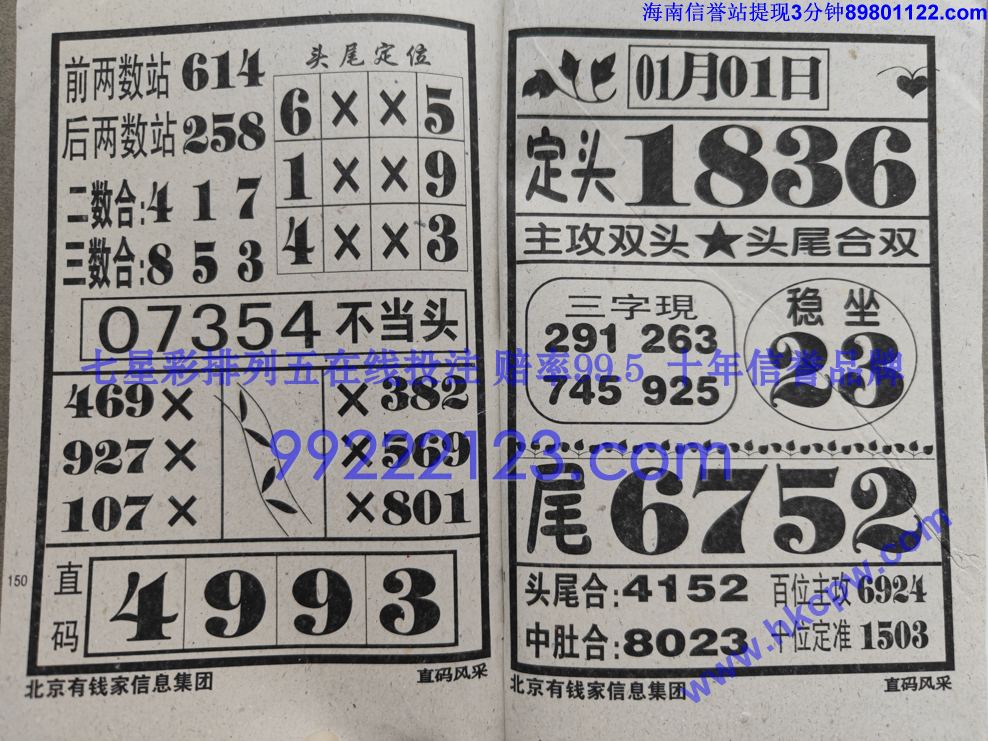 海南信誉站提现3分钟89801122.com
前两数站 614
后两数站 258
二数合:4 1 7
三数合:8 5 3
头尾定位
6 × × 5
1 × × 9
4 × × 3
07354 不当头
469×
927×
107×
×382
×569
×801
直码
4 9 9 3
150
北京有钱家信息集团
直码风采
01月01日
定头 1836
主攻双头★头尾合双
三字現
291 263
745 925
稳坐
23
尾 6752
头尾合:4152
百位主攻 6924
中肚合:8023
十位定准 1503
北京有钱家信息集团
直码风采
七星彩排列五在线投注 赔率99.5 十年信誉品牌
99222123.com
www.hkcpw.com